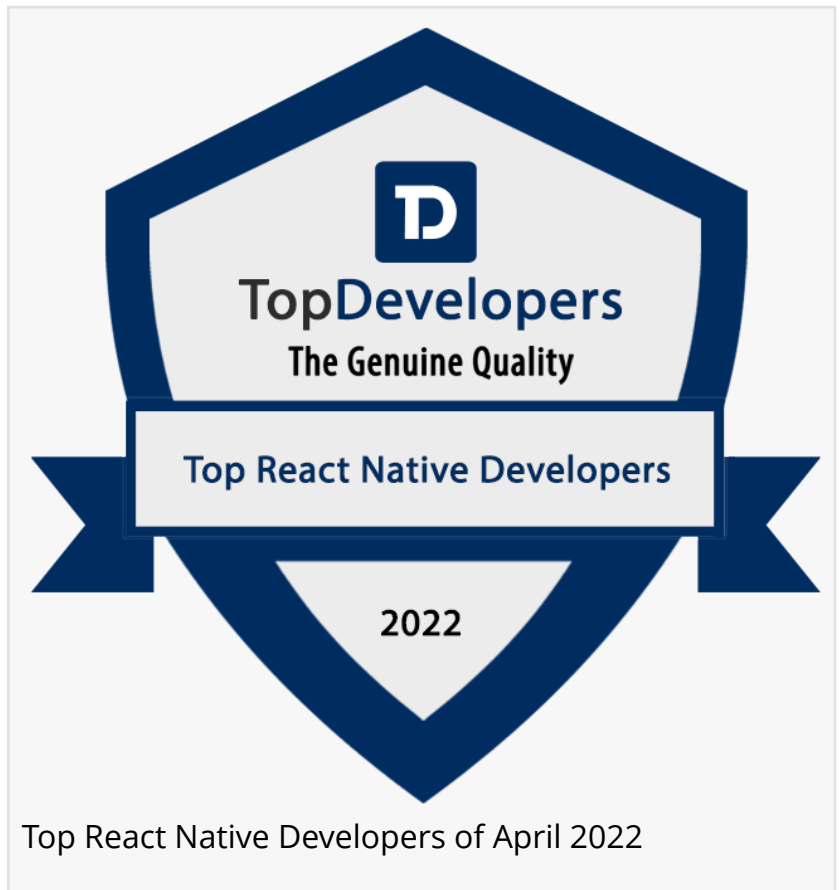 TD
TopDevelopers
The Genuine Quality
Top React Native Developers
2022
Top React Native Developers of April 2022